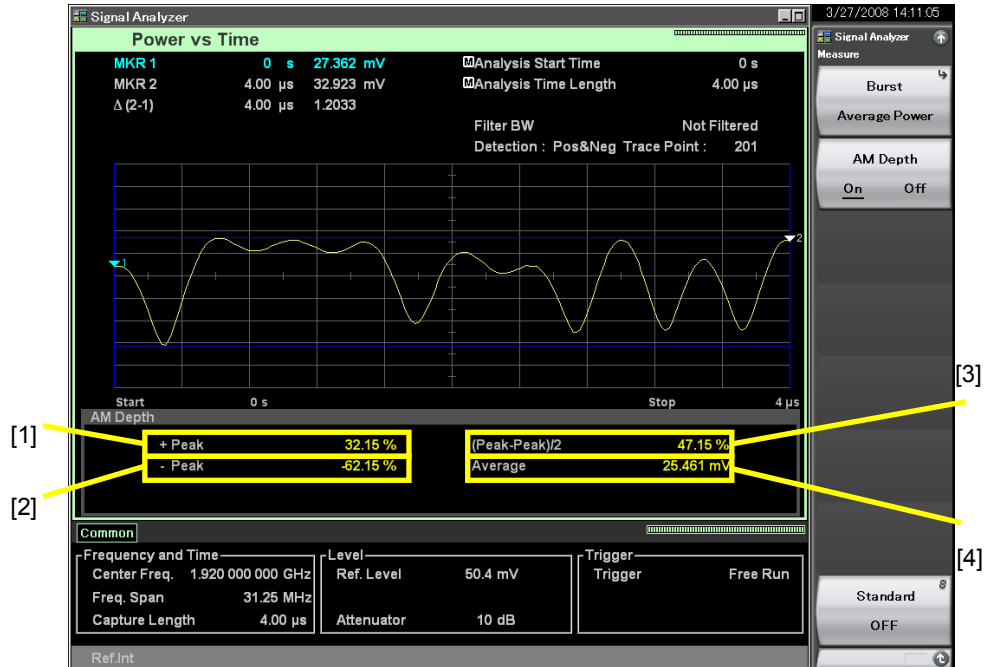 Signal Analyzer
3/27/2008 14:11:05
Power vs Time
MKR 1 0 s 27.362 mV
MKR 2 4.00 µs 32.923 mV
Δ (2-1) 4.00 µs 1.2033
M Analysis Start Time 0 s
M Analysis Time Length 4.00 µs
Filter BW Not Filtered
Detection : Pos&Neg Trace Point : 201
1
2
Start 0 s Stop 4 µs
AM Depth
+ Peak 32.15 %
- Peak -62.15 %
(Peak-Peak)/2 47.15 %
Average 25.461 mV
[1]
[2]
[3]
[4]
Common
Frequency and Time
Center Freq. 1.920 000 000 GHz
Freq. Span 31.25 MHz
Capture Length 4.00 µs
Level
Ref. Level 50.4 mV
Attenuator 10 dB
Trigger
Trigger Free Run
Ref.Int
Signal Analyzer
Measure
Burst
Average Power
AM Depth
On Off
8
Standard
OFF